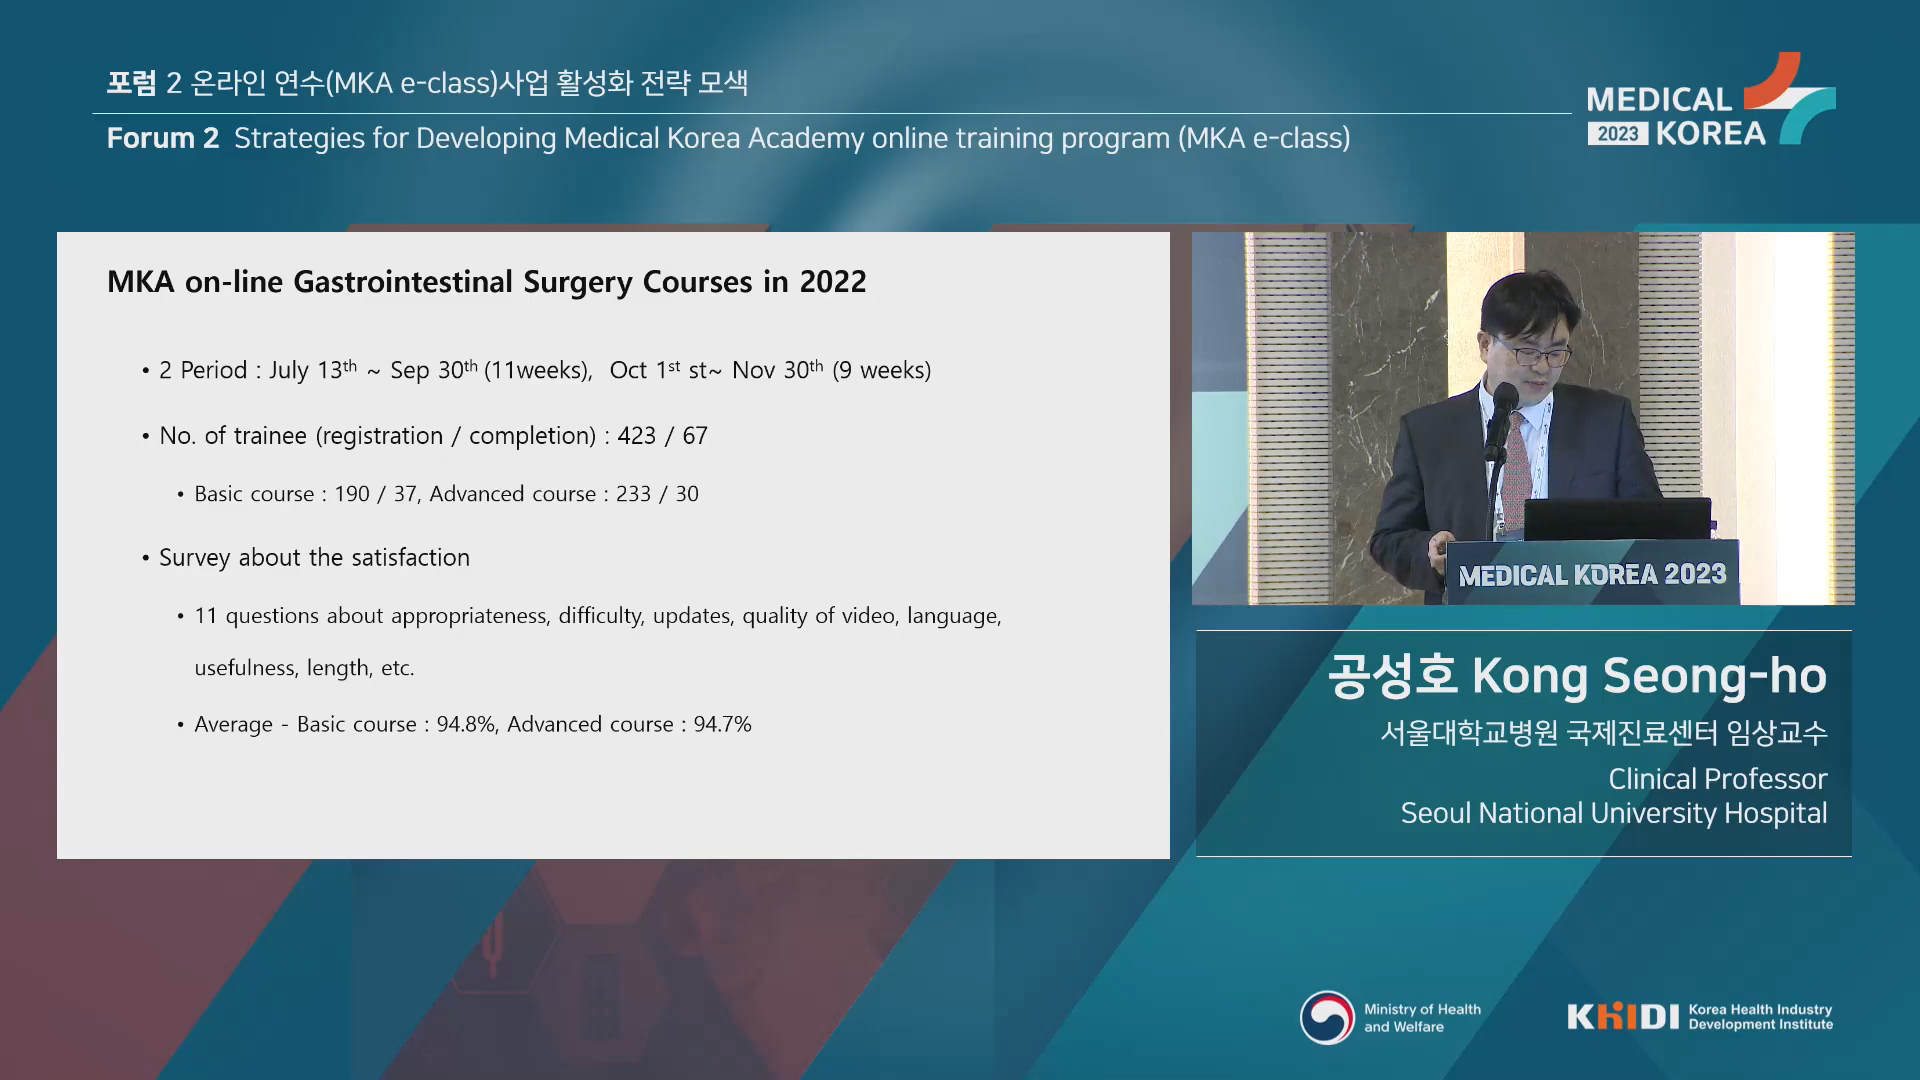 포럼 2 온라인 연수(MKA e-class)사업 활성화 전략 모색
Forum 2 Strategies for Developing Medical Korea Academy online training program (MKA e-class)
MEDICAL
2023 KOREA
MKA on-line Gastrointestinal Surgery Courses in 2022
• 2 Period : July 13th ~ Sep 30th (11weeks), Oct 1st st~ Nov 30th (9 weeks)
• No. of trainee (registration / completion) : 423 / 67
• Basic course : 190 / 37, Advanced course : 233 / 30
• Survey about the satisfaction
• 11 questions about appropriateness, difficulty, updates, quality of video, language,
usefulness, length, etc.
• Average - Basic course : 94.8%, Advanced course : 94.7%
MEDICAL KOREA 2023
공성호 Kong Seong-ho
서울대학교병원 국제진료센터 임상교수
Clinical Professor
Seoul National University Hospital
Ministry of Health
and Welfare
KHIDI
Korea Health Industry
Development Institute